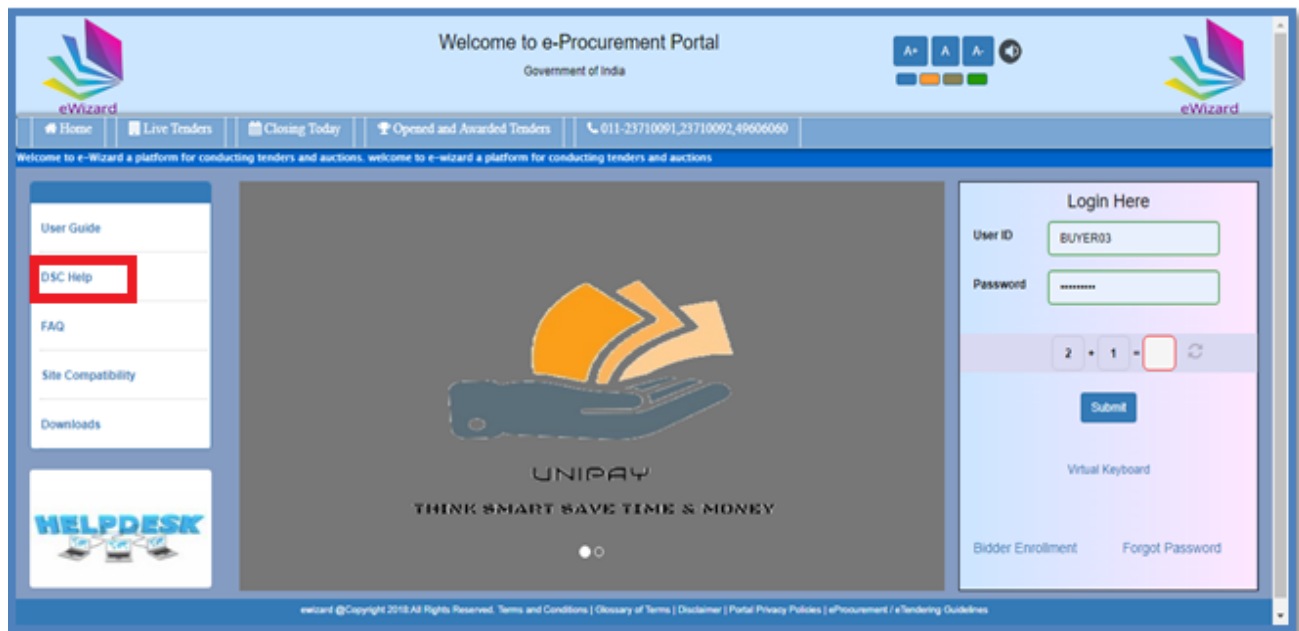 Welcome to e-Procurement Portal
Government of India
A+ A A-
eWizard
eWizard
Home Live Tenders Closing Today Opened and Awarded Tenders 011-23710091,23710092,49606060
Welcome to e-Wizard a platform for conducting tenders and auctions. welcome to e-wizard a platform for conducting tenders and auctions
User Guide
DSC Help
FAQ
Site Compatibility
Downloads
HELPDESK
UNIPAY
THINK SMART SAVE TIME & MONEY
Login Here
User ID BUYER03
Password •••••••••
2 + 1 =
Submit
Virtual Keyboard
Bidder Enrollment Forgot Password
ewizard @Copyright 2018.All Rights Reserved. Terms and Conditions | Glossary of Terms | Disclaimer | Portal Privacy Policies | eProcurement / eTendering Guidelines